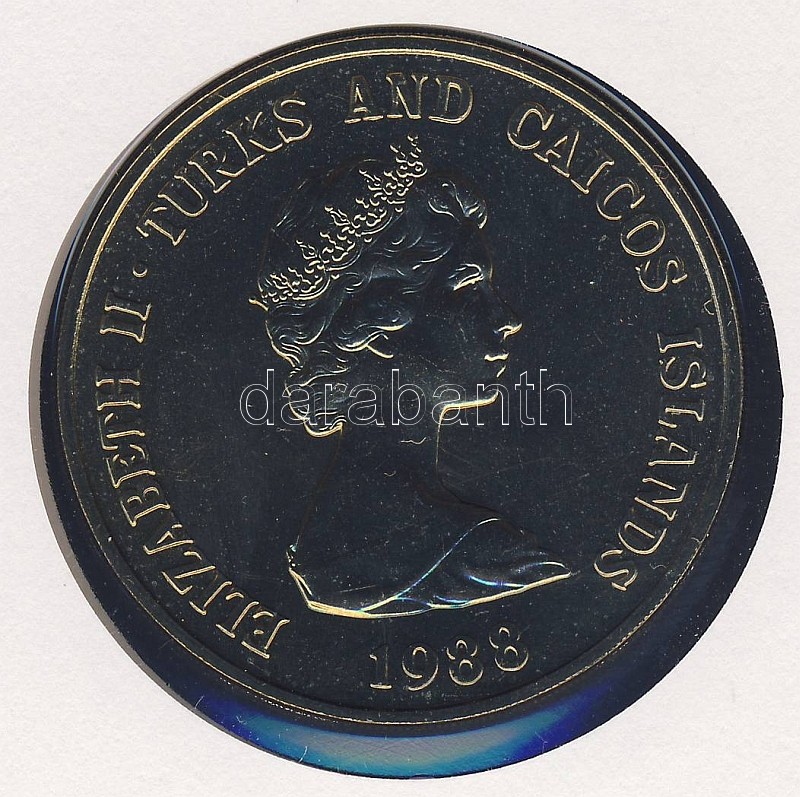 ELIZABETH II · TURKS AND CAICOS ISLANDS
1988
darabanth